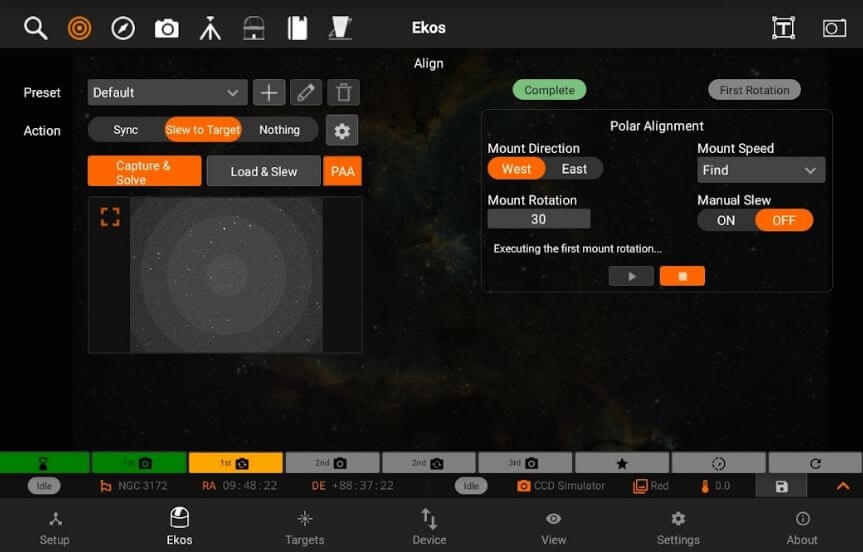 Ekos
T
Align
Preset
Default
Complete
First Rotation
Action
Sync
Slew to Target
Nothing
Polar Alignment
Mount Direction
Mount Speed
West
East
Find
Capture &
Solve
Load & Slew
PAA
Mount Rotation
Manual Slew
30
ON
OFF
Executing the first mount rotation...
1st
1st
2nd
2nd
3rd
Idle
NGC 3172
RA 09:48:22
DE +88:37:22
Idle
CCD Simulator
Red
0.0
Setup
Ekos
Targets
Device
View
Settings
About